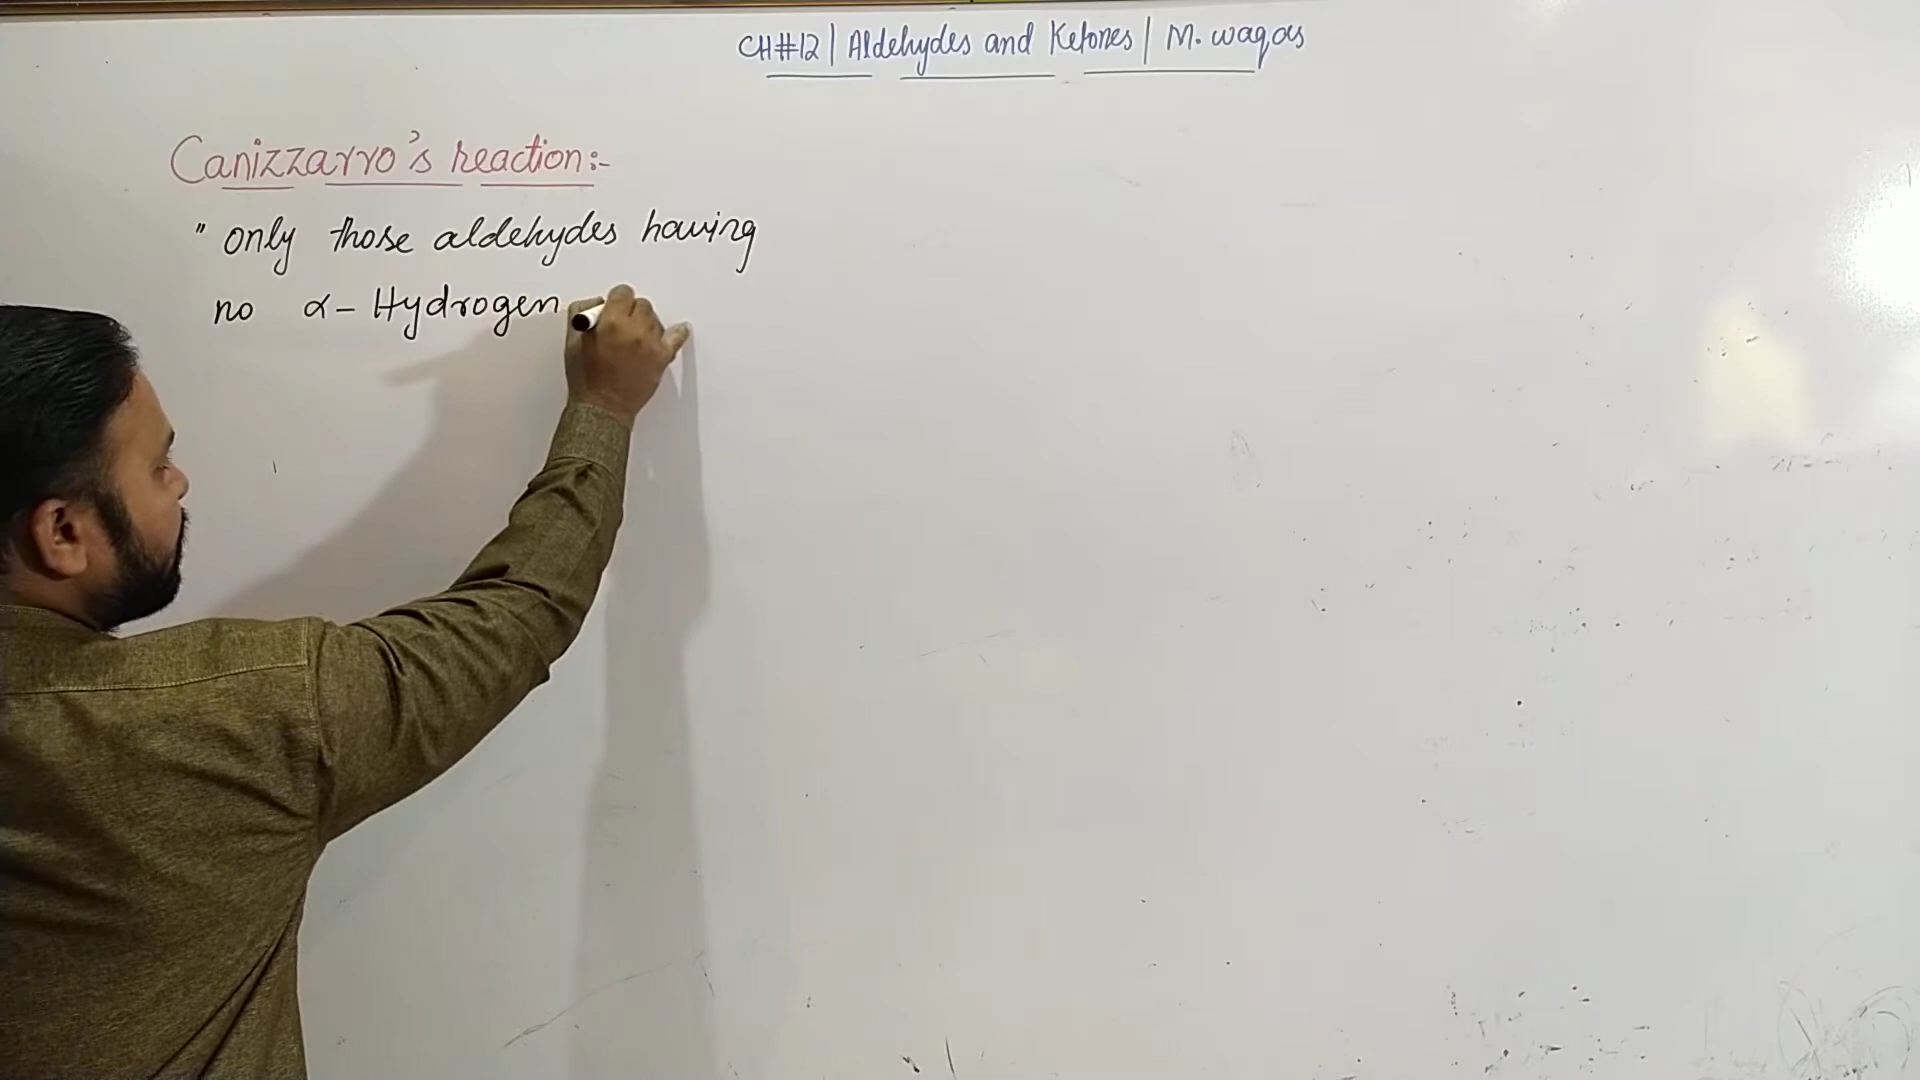 CH#12 | Aldehydes and Ketones | M. waqas
Canizzarro's reaction:-
" only those aldehydes having
no α- Hydrogen